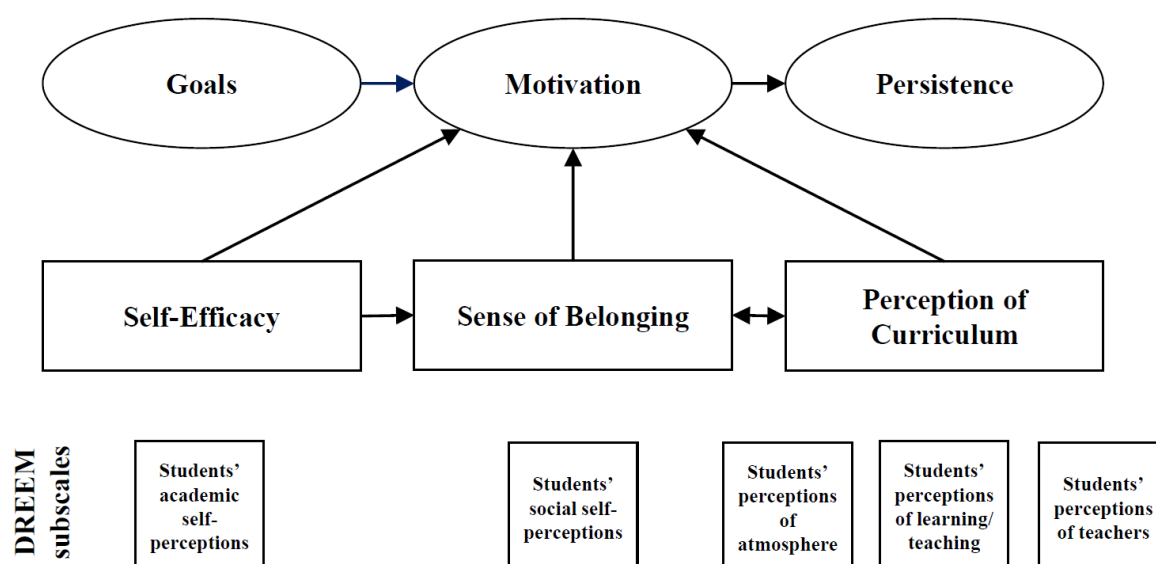 Goals
Motivation
Persistence
Self-Efficacy
Sense of Belonging
Perception of
Curriculum
DREEM
subscales
Students'
academic
self-
perceptions
Students'
social self-
perceptions
Students'
perceptions
of
atmosphere
Students'
perceptions
of learning/
teaching
Students'
perceptions
of teachers